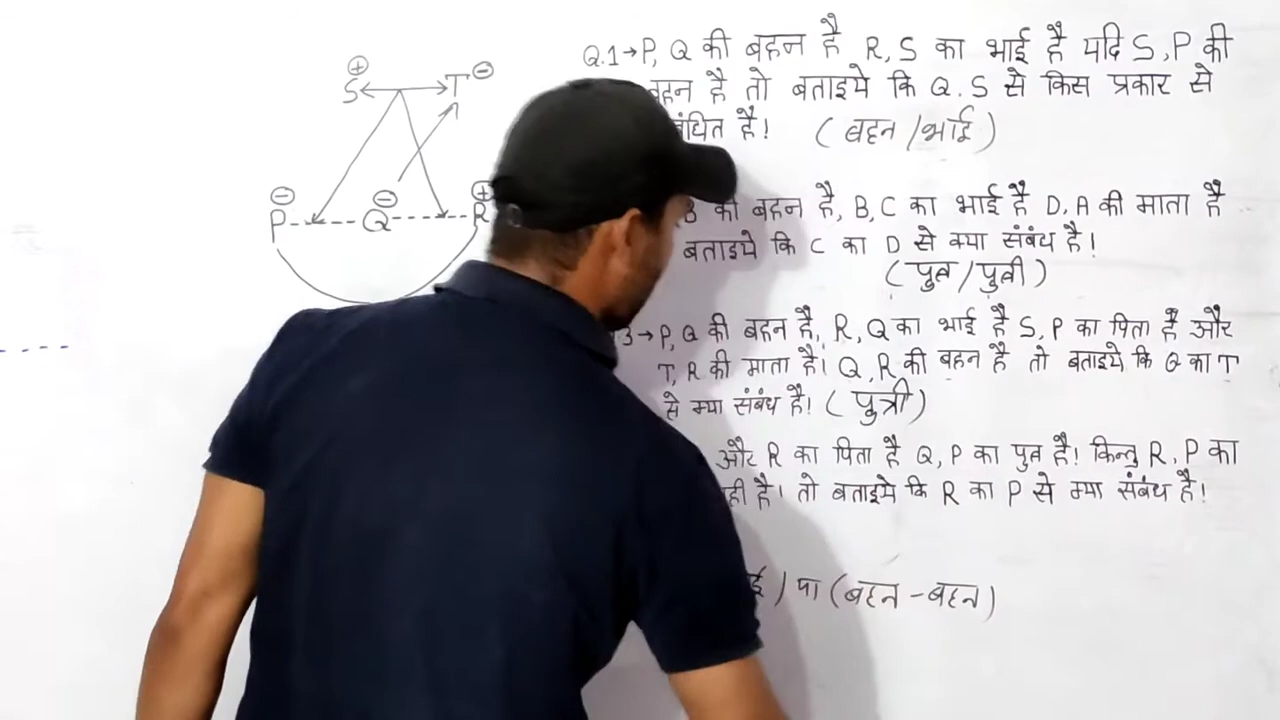 ⊕ ⊖
S T
⊖ ⊖ ⊕
P Q R
Q.1→ P, Q की बहन है R, S का भाई है यदि S, P की
बहन है तो बताइये कि Q. S से किस प्रकार से
बंधित है! (बहन/भाई)
B की बहन है, B, C का भाई है D, A की माता है
बताइये कि C का D से क्या संबंध है!
(पुत्र/पुत्री)
3→ P, Q की बहन है, R, Q का भाई है S, P का पिता है और
T, R की माता है। Q, R की बहन है तो बताइये कि Q का T
से क्या संबंध है! (पुत्री)
और R का पिता है Q, P का पुत्र है! किन्तु R, P का
ही है। तो बताइये कि R का P से क्या संबंध है!
ई) या (बहन - बहन)